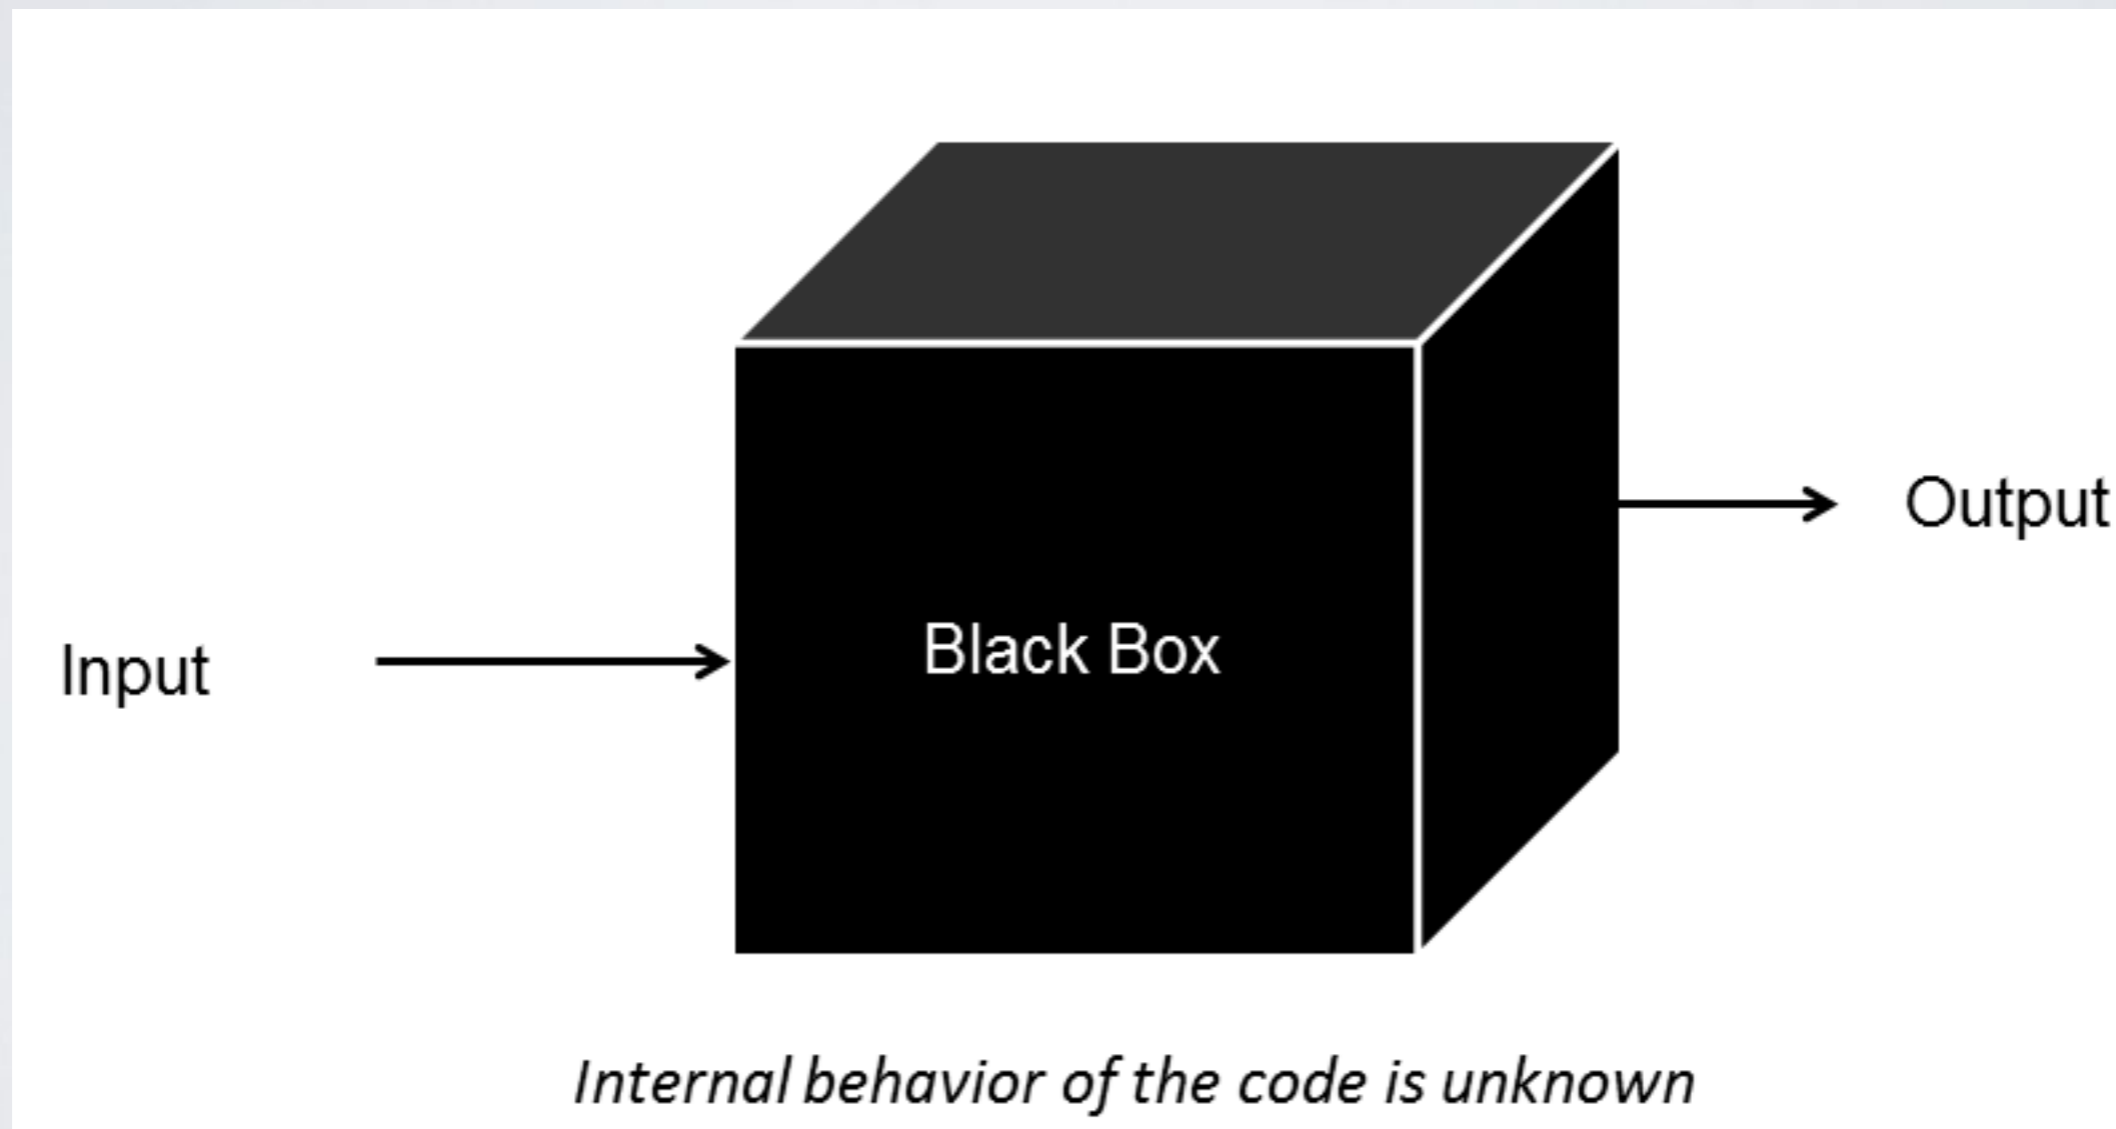 Input
Black Box
Output
Internal behavior of the code is unknown